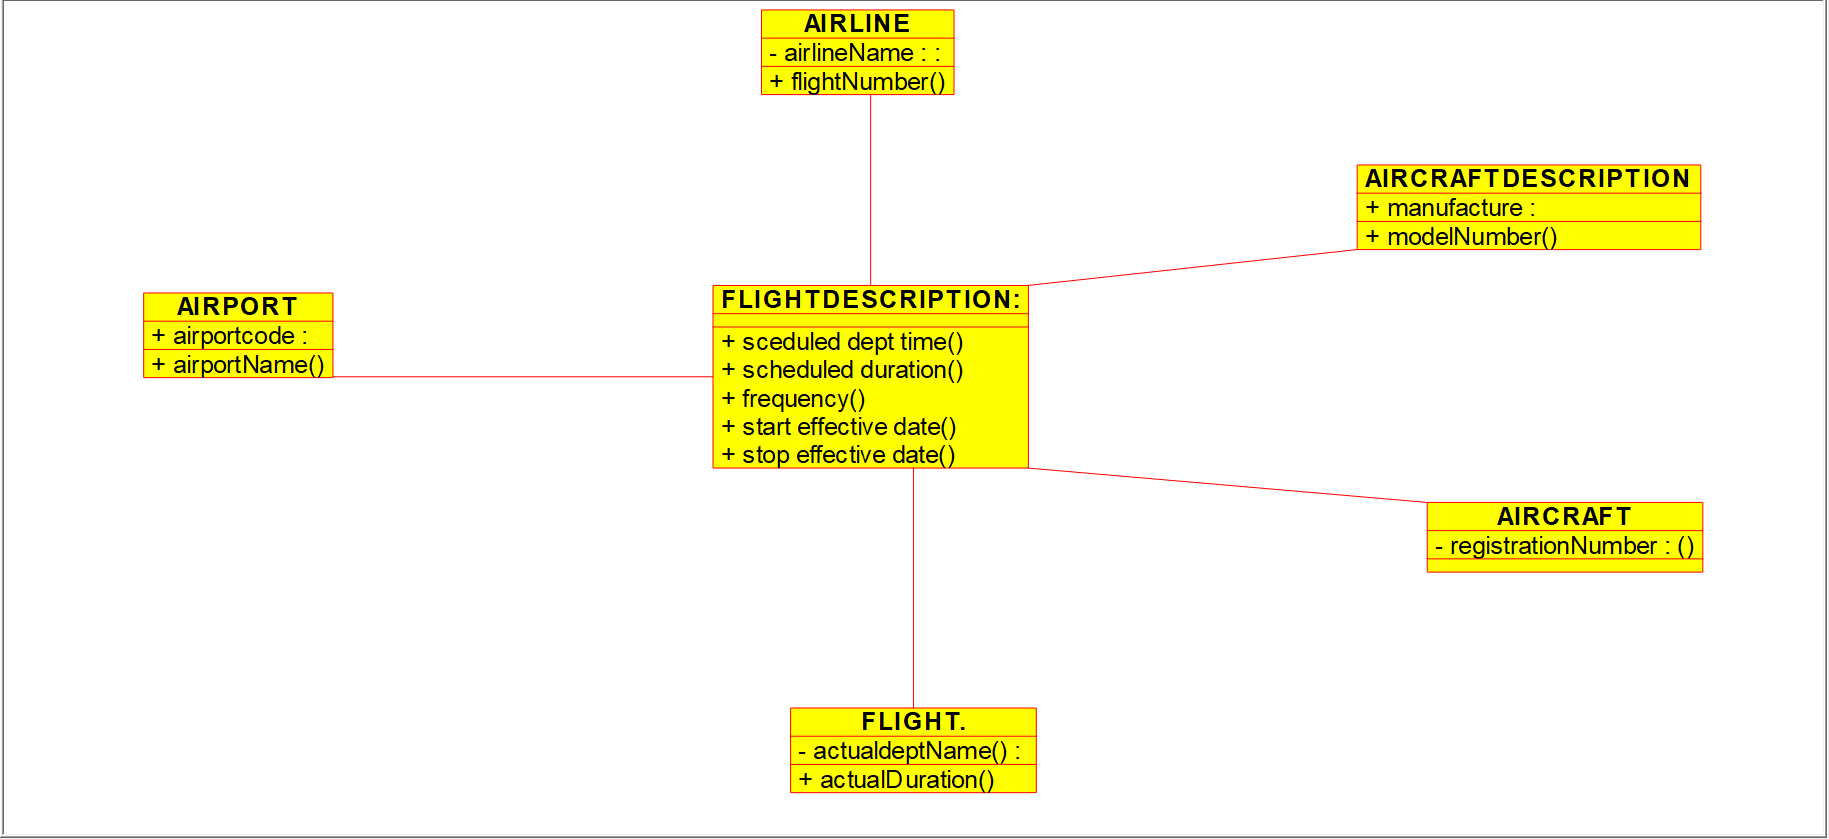 AIRLINE
- airlineName : :
+ flightNumber()
AIRCRAFTDESCRIPTION
+ manufacture :
+ modelNumber()
AIRPORT
+ airportcode :
+ airportName()
FLIGHTDESCRIPTION:
+ sceduled dept time()
+ scheduled duration()
+ frequency()
+ start effective date()
+ stop effective date()
AIRCRAFT
- registrationNumber : ()
FLIGHT.
- actualdeptName() :
+ actualDuration()